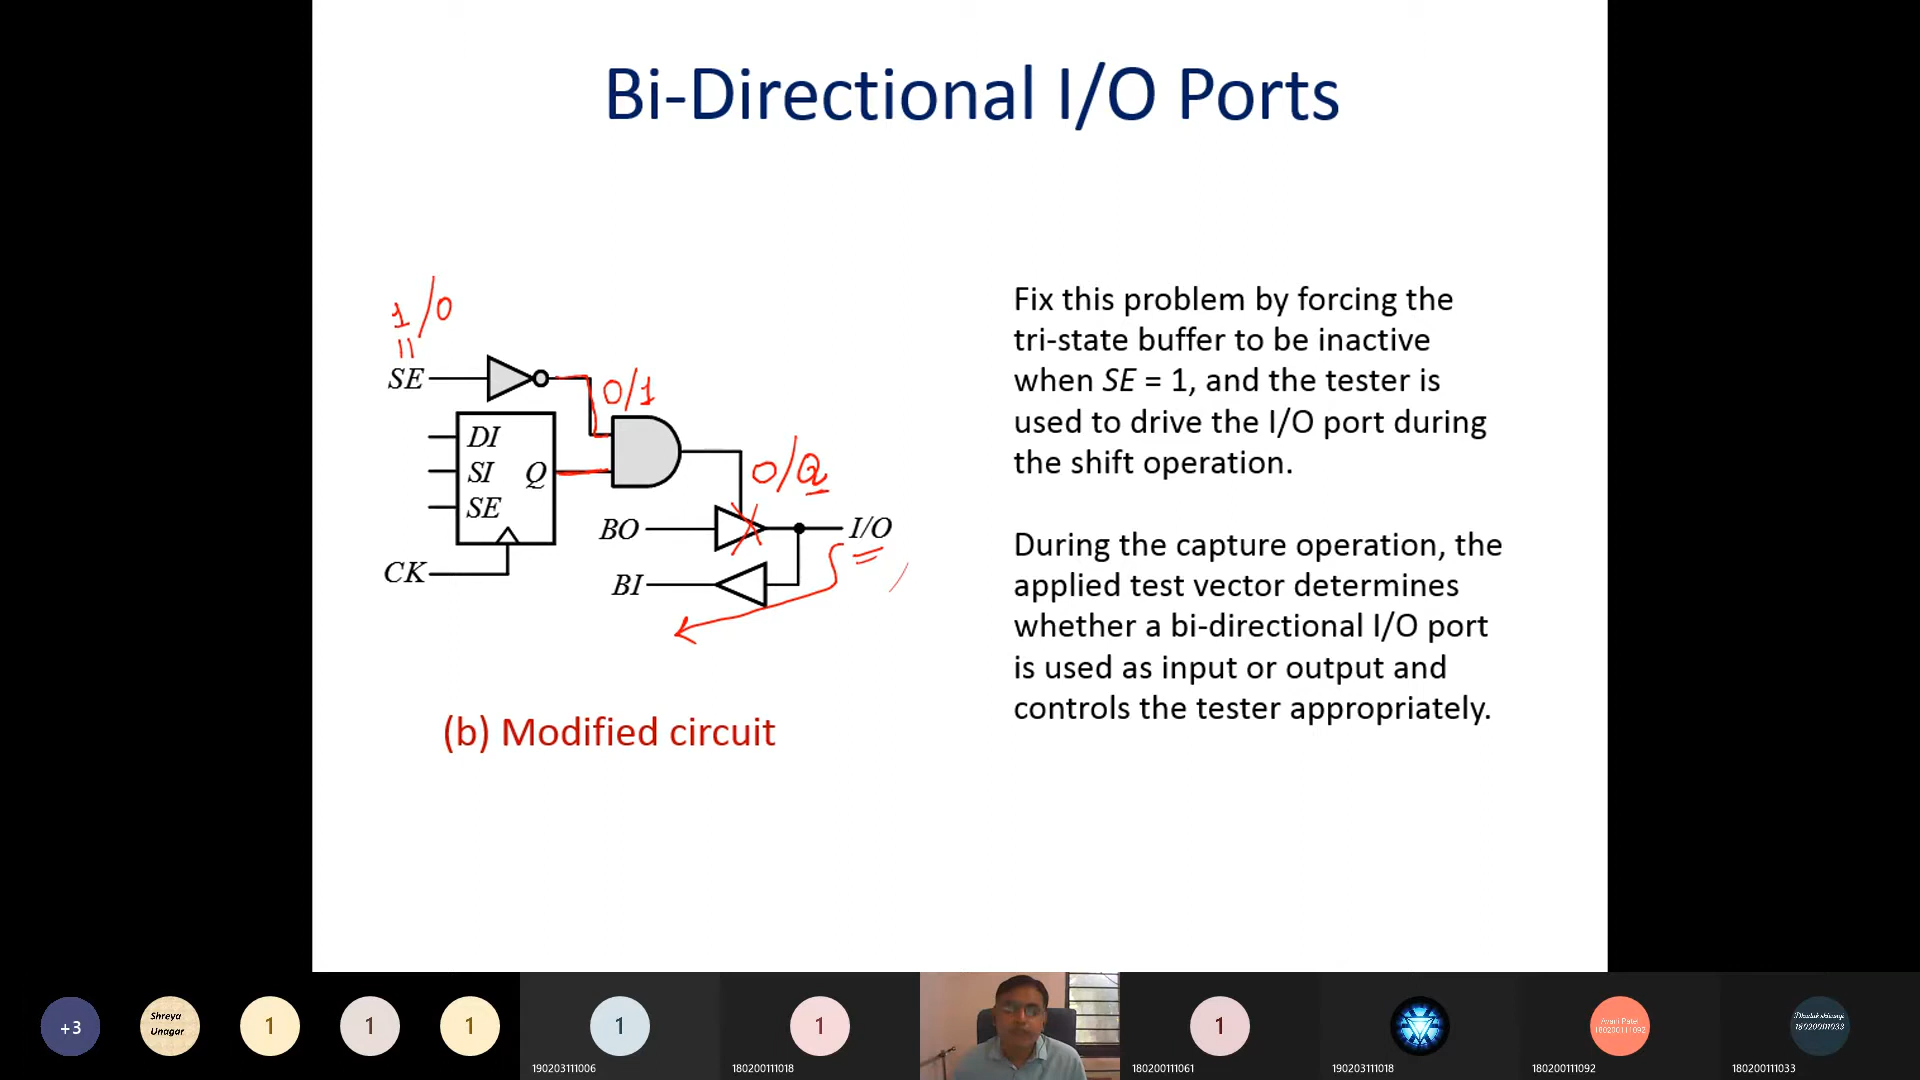 Bi-Directional I/O Ports
1/0
SE
0/1
DI
SI Q
SE
0/Q
BO
I/O
CK
BI
Fix this problem by forcing the
tri-state buffer to be inactive
when SE = 1, and the tester is
used to drive the I/O port during
the shift operation.
During the capture operation, the
applied test vector determines
whether a bi-directional I/O port
is used as input or output and
controls the tester appropriately.
(b) Modified circuit
+3
Shreya
Unagar
1
1
1
1
190203111006
1
180200111018
1
180200111061
190203111018
Avani Patel
180200111092
180200111092
180200111033
180200111033